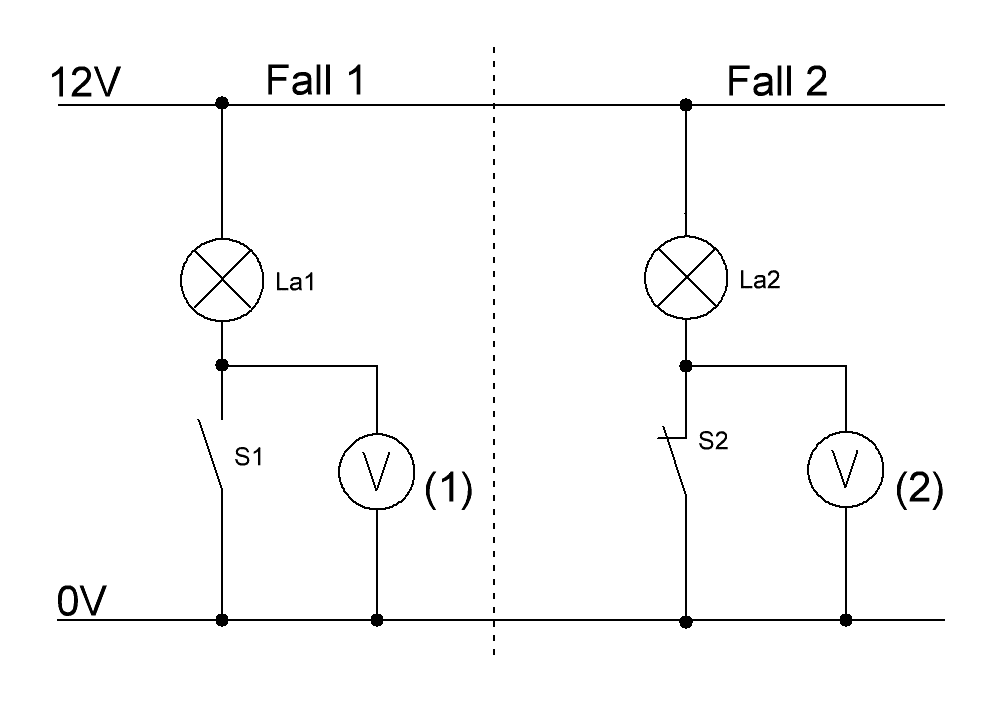 12V
Fall 1
Fall 2
La1
La2
S1
V
(1)
S2
V
(2)
0V